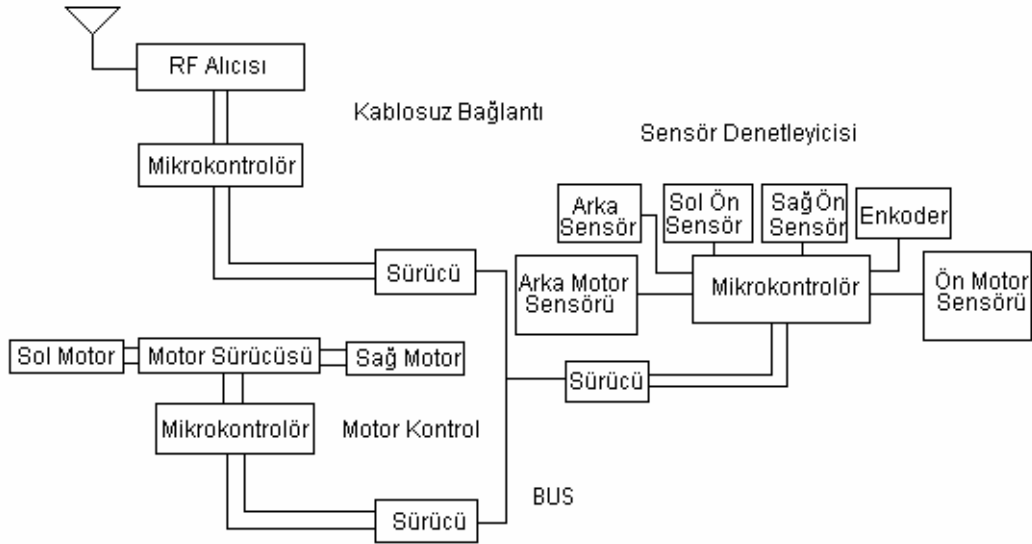 RF Alıcısı
Kablosuz Bağlantı
Mikrokontrolör
Sürücü
Sensör Denetleyicisi
Arka
Sensör
Sol Ön
Sensör
Sağ Ön
Sensör
Enkoder
Arka Motor
Sensörü
Mikrokontrolör
Ön Motor
Sensörü
Sürücü
Sol Motor
Motor Sürücüsü
Sağ Motor
Mikrokontrolör
Motor Kontrol
Sürücü
BUS